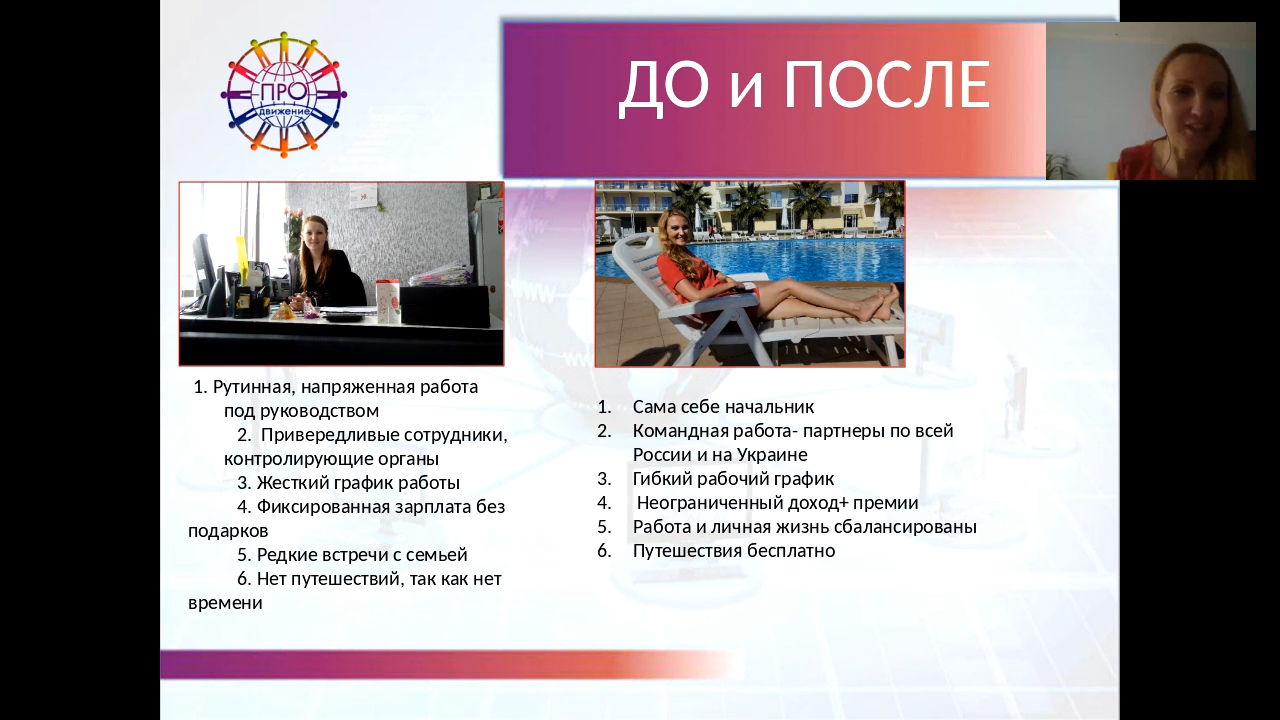 ПРО
движение
ДО и ПОСЛЕ
1. Рутинная, напряженная работа
под руководством
2. Привередливые сотрудники,
контролирующие органы
3. Жесткий график работы
4. Фиксированная зарплата без
подарков
5. Редкие встречи с семьей
6. Нет путешествий, так как нет
времени
1. Сама себе начальник
2. Командная работа- партнеры по всей
России и на Украине
3. Гибкий рабочий график
4. Неограниченный доход+ премии
5. Работа и личная жизнь сбалансированы
6. Путешествия бесплатно